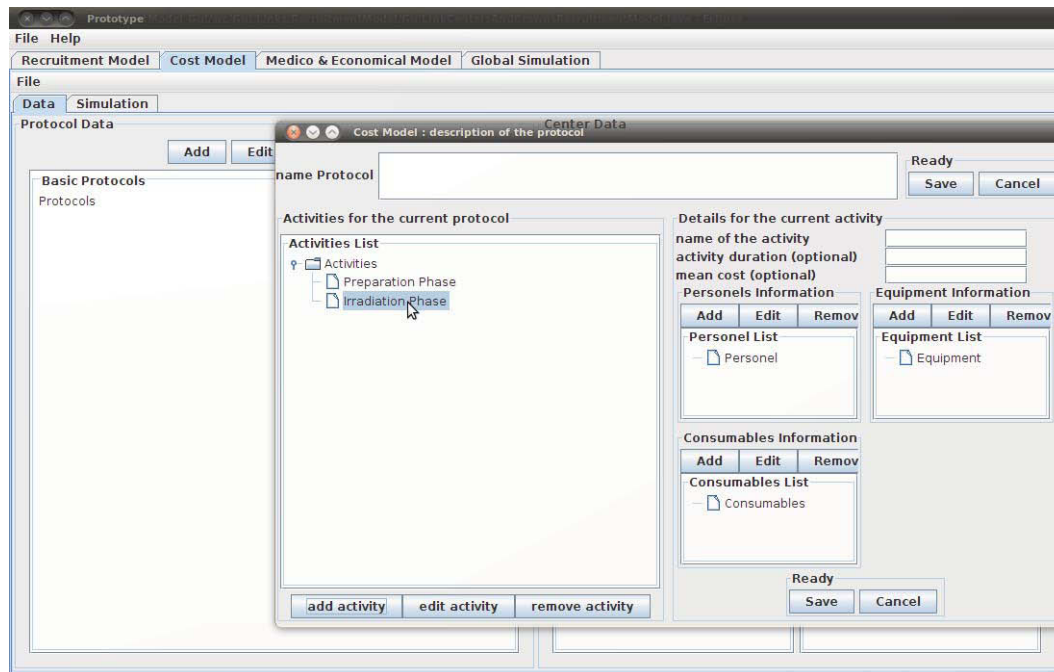 Prototype
File Help
Recruitment Model Cost Model Medico & Economical Model Global Simulation
File
Data Simulation
Protocol Data
Center Data
Add Edit
Basic Protocols
Protocols
Cost Model : description of the protocol
name Protocol
Ready
Save Cancel
Activities for the current protocol
Activities List
Activities
Preparation Phase
Irradiation Phase
add activity edit activity remove activity
Details for the current activity
name of the activity
activity duration (optional)
mean cost (optional)
Personels Information
Add Edit Remov
Personel List
Personel
Equipment Information
Add Edit Remov
Equipment List
Equipment
Consumables Information
Add Edit Remov
Consumables List
Consumables
Ready
Save Cancel